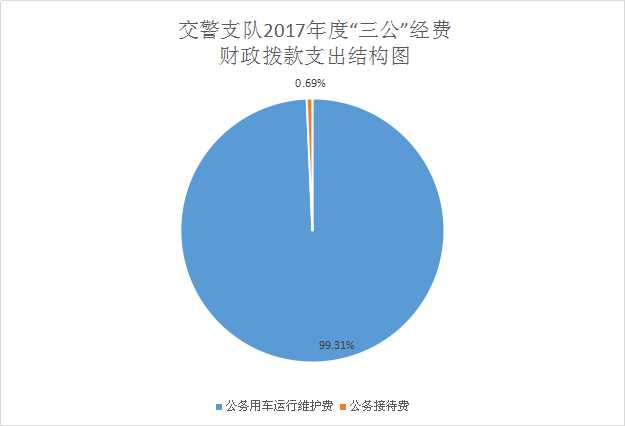 交警支队2017年度“三公”经费
财政拨款支出结构图
0.69%
99.31%
公务用车运行维护费 公务接待费